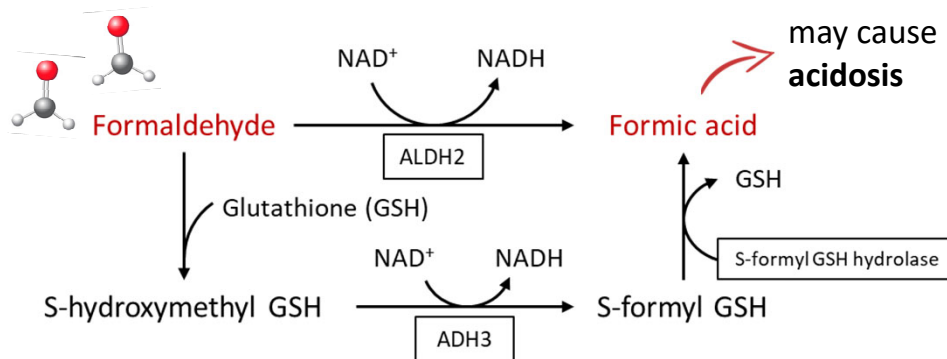 may cause
acidosis
NAD+
NADH
Formaldehyde
Formic acid
ALDH2
GSH
Glutathione (GSH)
NAD+
NADH
S-formyl GSH hydrolase
S-hydroxymethyl GSH
S-formyl GSH
ADH3